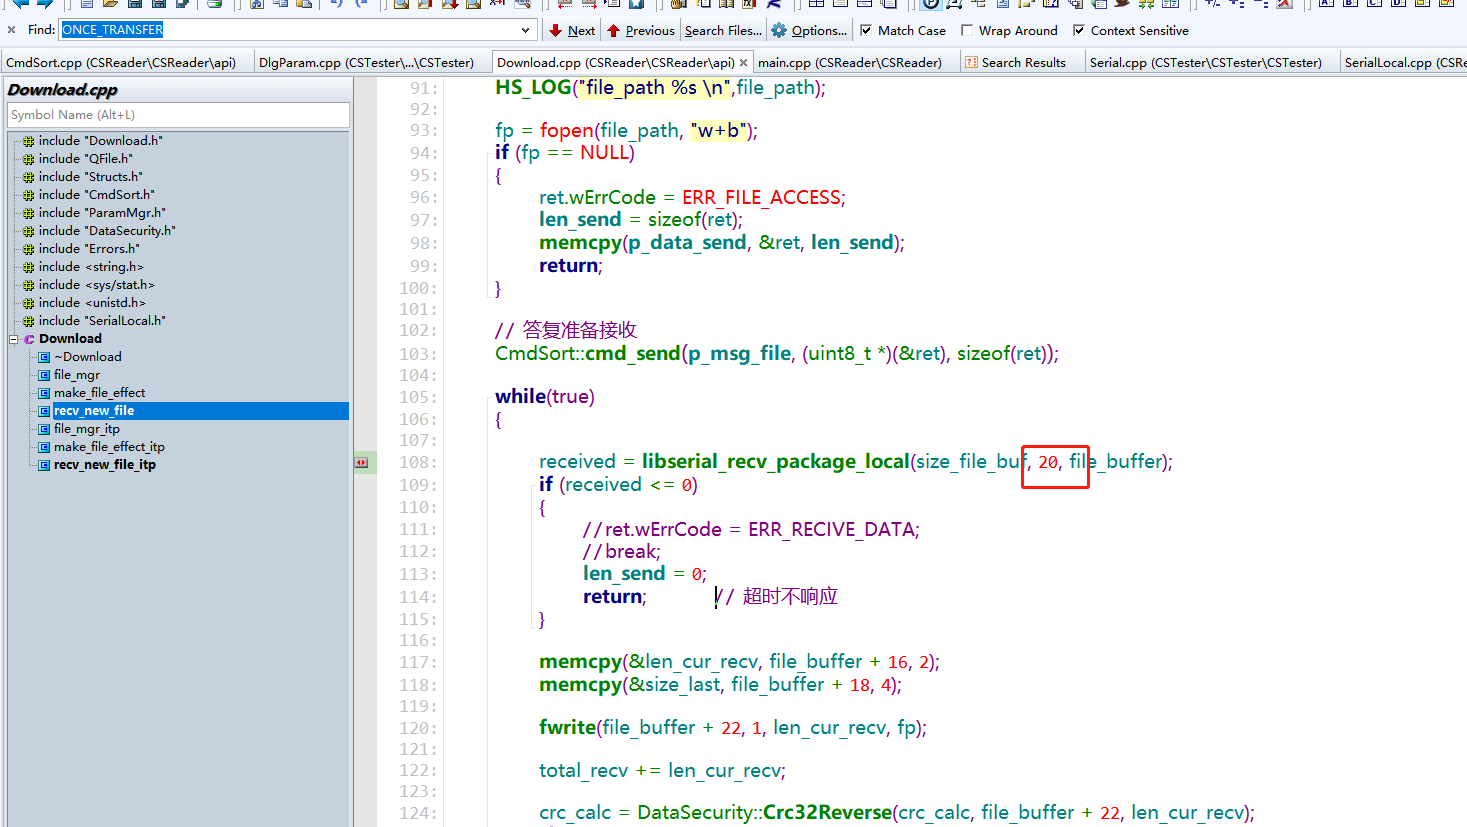 Find: ONCE_TRANSFER Next Previous Search Files... Options... Match Case Wrap Around Context Sensitive
CmdSort.cpp (CSReader\CSReader\api) DlgParam.cpp (CSTester\...\CSTester) Download.cpp (CSReader\CSReader\api) main.cpp (CSReader\CSReader) Search Results Serial.cpp (CSTester\CSTester\CSTester) SerialLocal.cpp (CSRe
Download.cpp
Symbol Name (Alt+L)
include "Download.h"
include "QFile.h"
include "Structs.h"
include "CmdSort.h"
include "ParamMgr.h"
include "DataSecurity.h"
include "Errors.h"
include <string.h>
include <sys/stat.h>
include <unistd.h>
include "SerialLocal.h"
Download
~Download
file_mgr
make_file_effect
recv_new_file
file_mgr_itp
make_file_effect_itp
recv_new_file_itp
91: HS_LOG("file_path %s \n",file_path);
92:
93: fp = fopen(file_path, "w+b");
94: if (fp == NULL)
95: {
96: ret.wErrCode = ERR_FILE_ACCESS;
97: len_send = sizeof(ret);
98: memcpy(p_data_send, &ret, len_send);
99: return;
100: }
101:
102: // 答复准备接收
103: CmdSort::cmd_send(p_msg_file, (uint8_t *)(&ret), sizeof(ret));
104:
105: while(true)
106: {
107:
108: received = libserial_recv_package_local(size_file_buf, 20, file_buffer);
109: if (received <= 0)
110: {
111: //ret.wErrCode = ERR_RECIVE_DATA;
112: //break;
113: len_send = 0;
114: return; // 超时不响应
115: }
116:
117: memcpy(&len_cur_recv, file_buffer + 16, 2);
118: memcpy(&size_last, file_buffer + 18, 4);
119:
120: fwrite(file_buffer + 22, 1, len_cur_recv, fp);
121:
122: total_recv += len_cur_recv;
123:
124: crc_calc = DataSecurity::Crc32Reverse(crc_calc, file_buffer + 22, len_cur_recv);